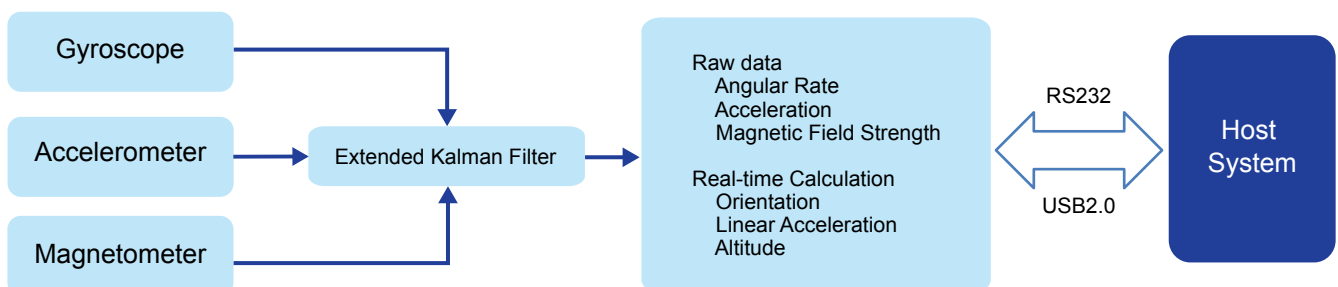 Gyroscope
Accelerometer
Magnetometer
Extended Kalman Filter
Raw data
Angular Rate
Acceleration
Magnetic Field Strength
Real-time Calculation
Orientation
Linear Acceleration
Altitude
RS232
USB2.0
Host
System